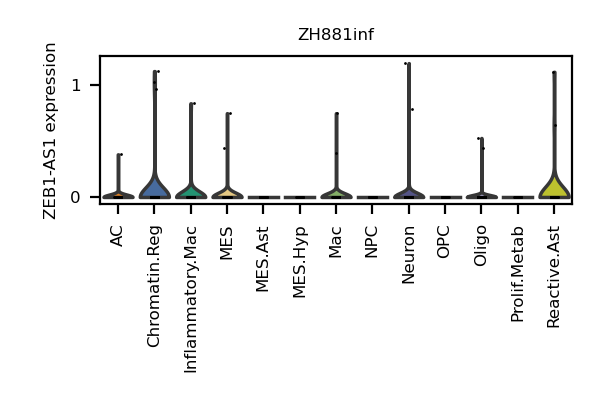 ZH881inf
ZEB1-AS1 expression
1
0
AC
Chromatin.Reg
Inflammatory.Mac
MES
MES.Ast
MES.Hyp
Mac
NPC
Neuron
OPC
Oligo
Prolif.Metab
Reactive.Ast